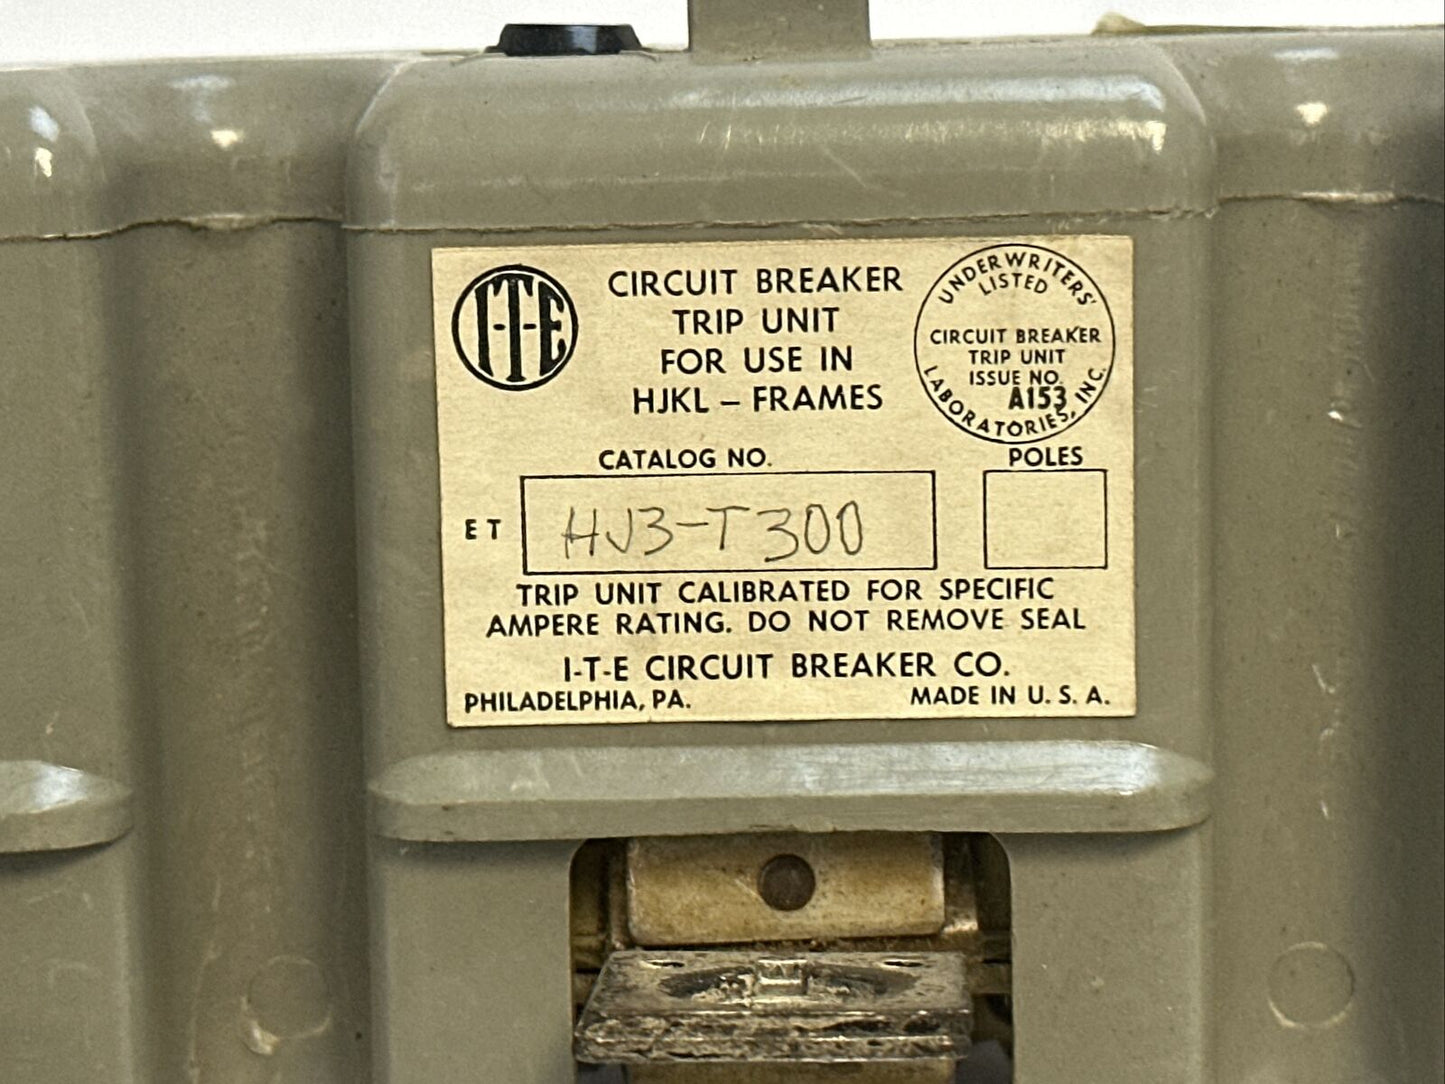 I-T-E
CIRCUIT BREAKER
TRIP UNIT
FOR USE IN
HJKL – FRAMES
UNDERWRITERS'
LISTED
CIRCUIT BREAKER
TRIP UNIT
ISSUE NO.
A153
LABORATORIES, INC.
CATALOG NO.
POLES
ET
HJ3-T300
TRIP UNIT CALIBRATED FOR SPECIFIC
AMPERE RATING. DO NOT REMOVE SEAL
I-T-E CIRCUIT BREAKER CO.
PHILADELPHIA, PA.
MADE IN U. S. A.